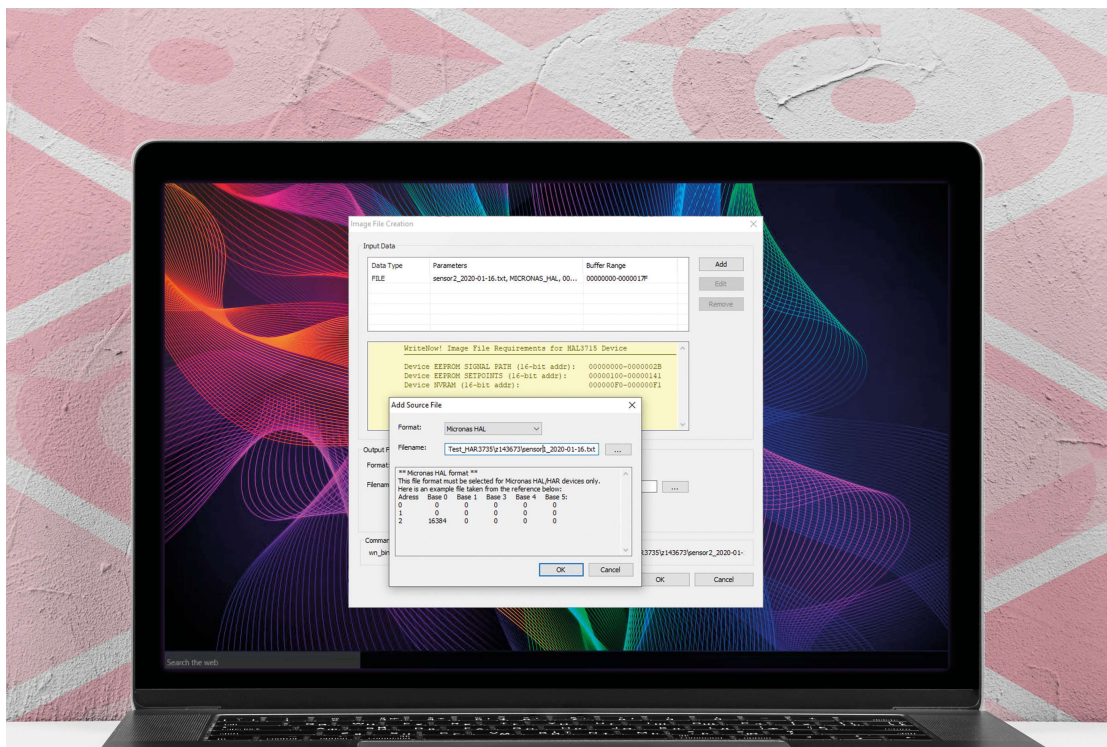 Image File Creation
Input Data
Data Type Parameters Buffer Range
FILE sensor2_2020-01-16.txt, MICRONAS_HAL, 00... 00000000-0000017F
Add
Edit
Remove
WriteNow! Image File Requirements for HAL3715 Device
Device EEPROM SIGNAL PATH (16-bit addr): 00000000-0000002B
Device EEPROM SETPOINTS (16-bit addr): 00000100-00000141
Device NVRAM (16-bit addr): 000000F0-000000F1
Add Source File
Format: Micronas HAL
Filename: Test_HAR3735\z143673\sensor1_2020-01-16.txt ...
** Micronas HAL format **
This file format must be selected for Micronas HAL/HAR devices only.
Here is an example file taken from the reference below:
Adress Base 0 Base 1 Base 3 Base 4 Base 5:
0 0 0 0 0 0
1 0 0 0 0 0
2 16384 0 0 0 0
OK Cancel
Output F
Format:
Filenam
...
Comman
wn_bin 3735\z143673\sensor2_2020-01-
OK Cancel
Search the web